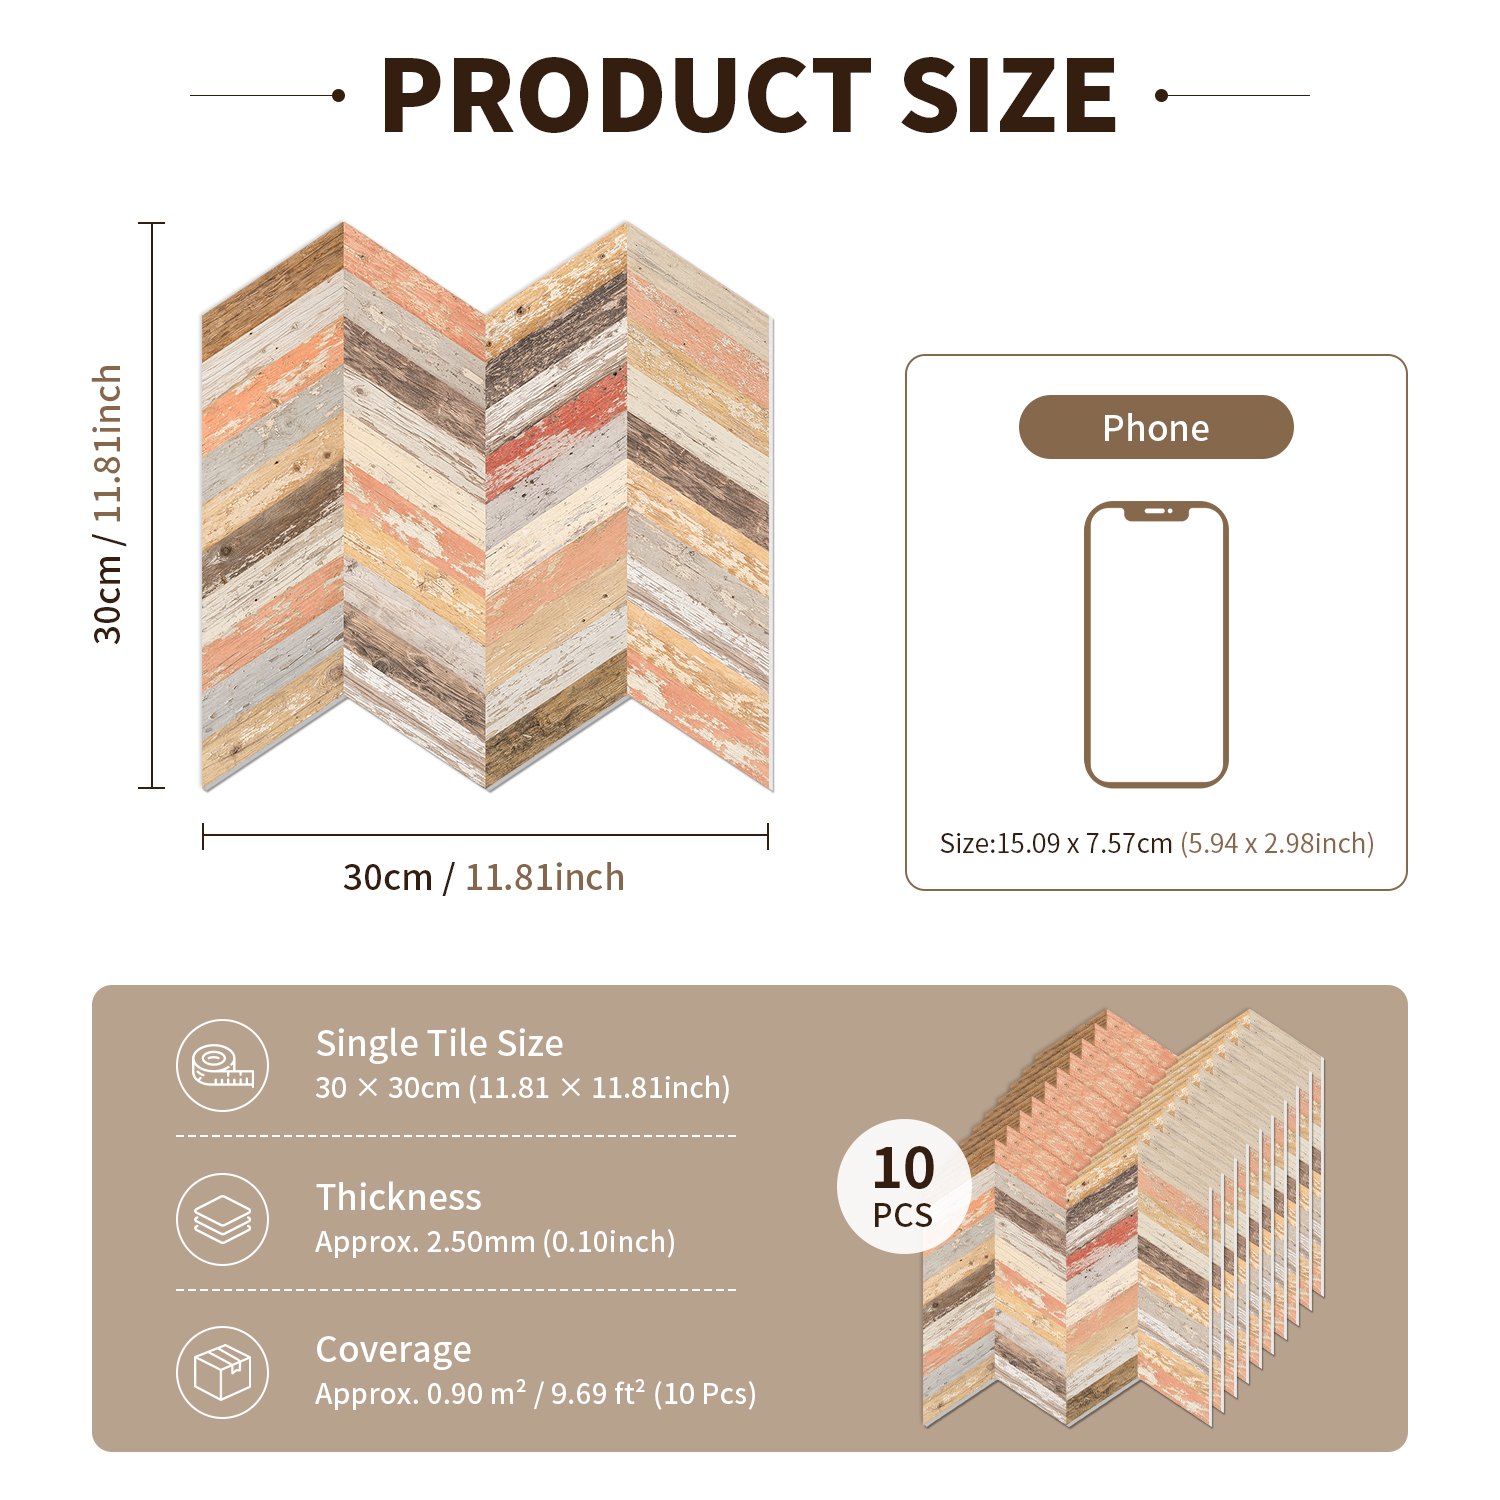 PRODUCT SIZE
30cm / 11.81inch
30cm / 11.81inch
Phone
Size:15.09 x 7.57cm (5.94 x 2.98inch)
Single Tile Size
30 × 30cm (11.81 × 11.81inch)
Thickness
Approx. 2.50mm (0.10inch)
Coverage
Approx. 0.90 m² / 9.69 ft² (10 Pcs)
10
PCS